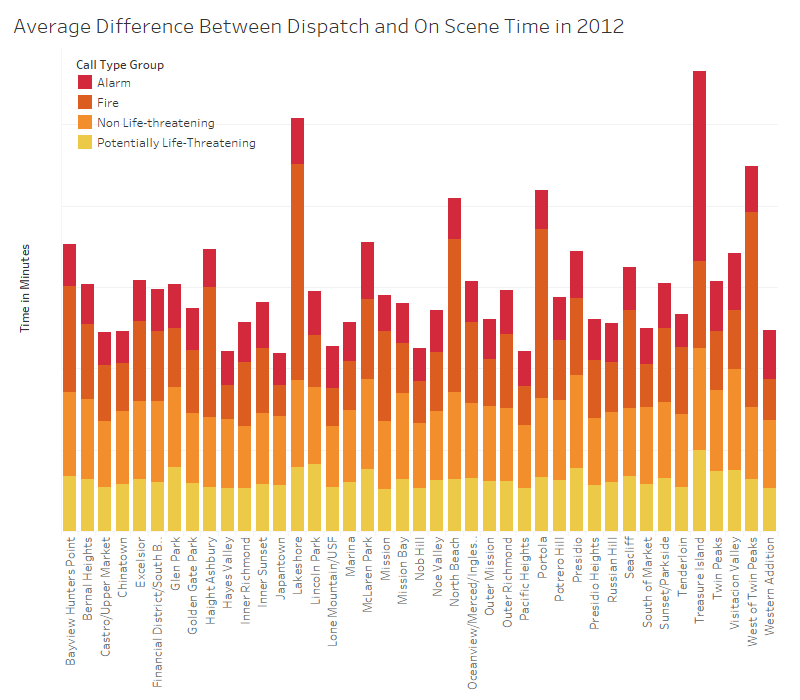 Average Difference Between Dispatch and On Scene Time in 2012
Call Type Group
Alarm
Fire
Non Life-threatening
Potentially Life-Threatening
Time in Minutes
Bayview Hunters Point
Bernal Heights
Castro/Upper Market
Chinatown
Excelsior
Financial District/South B..
Glen Park
Golden Gate Park
Haight Ashbury
Hayes Valley
Inner Richmond
Inner Sunset
Japantown
Lakeshore
Lincoln Park
Lone Mountain/USF
Marina
McLaren Park
Mission
Mission Bay
Nob Hill
Noe Valley
North Beach
Oceanview/Merced/Ingles..
Outer Mission
Outer Richmond
Pacific Heights
Portola
Potrero Hill
Presidio
Presidio Heights
Russian Hill
Seacliff
South of Market
Sunset/Parkside
Tenderloin
Treasure Island
Twin Peaks
Visitacion Valley
West of Twin Peaks
Western Addition